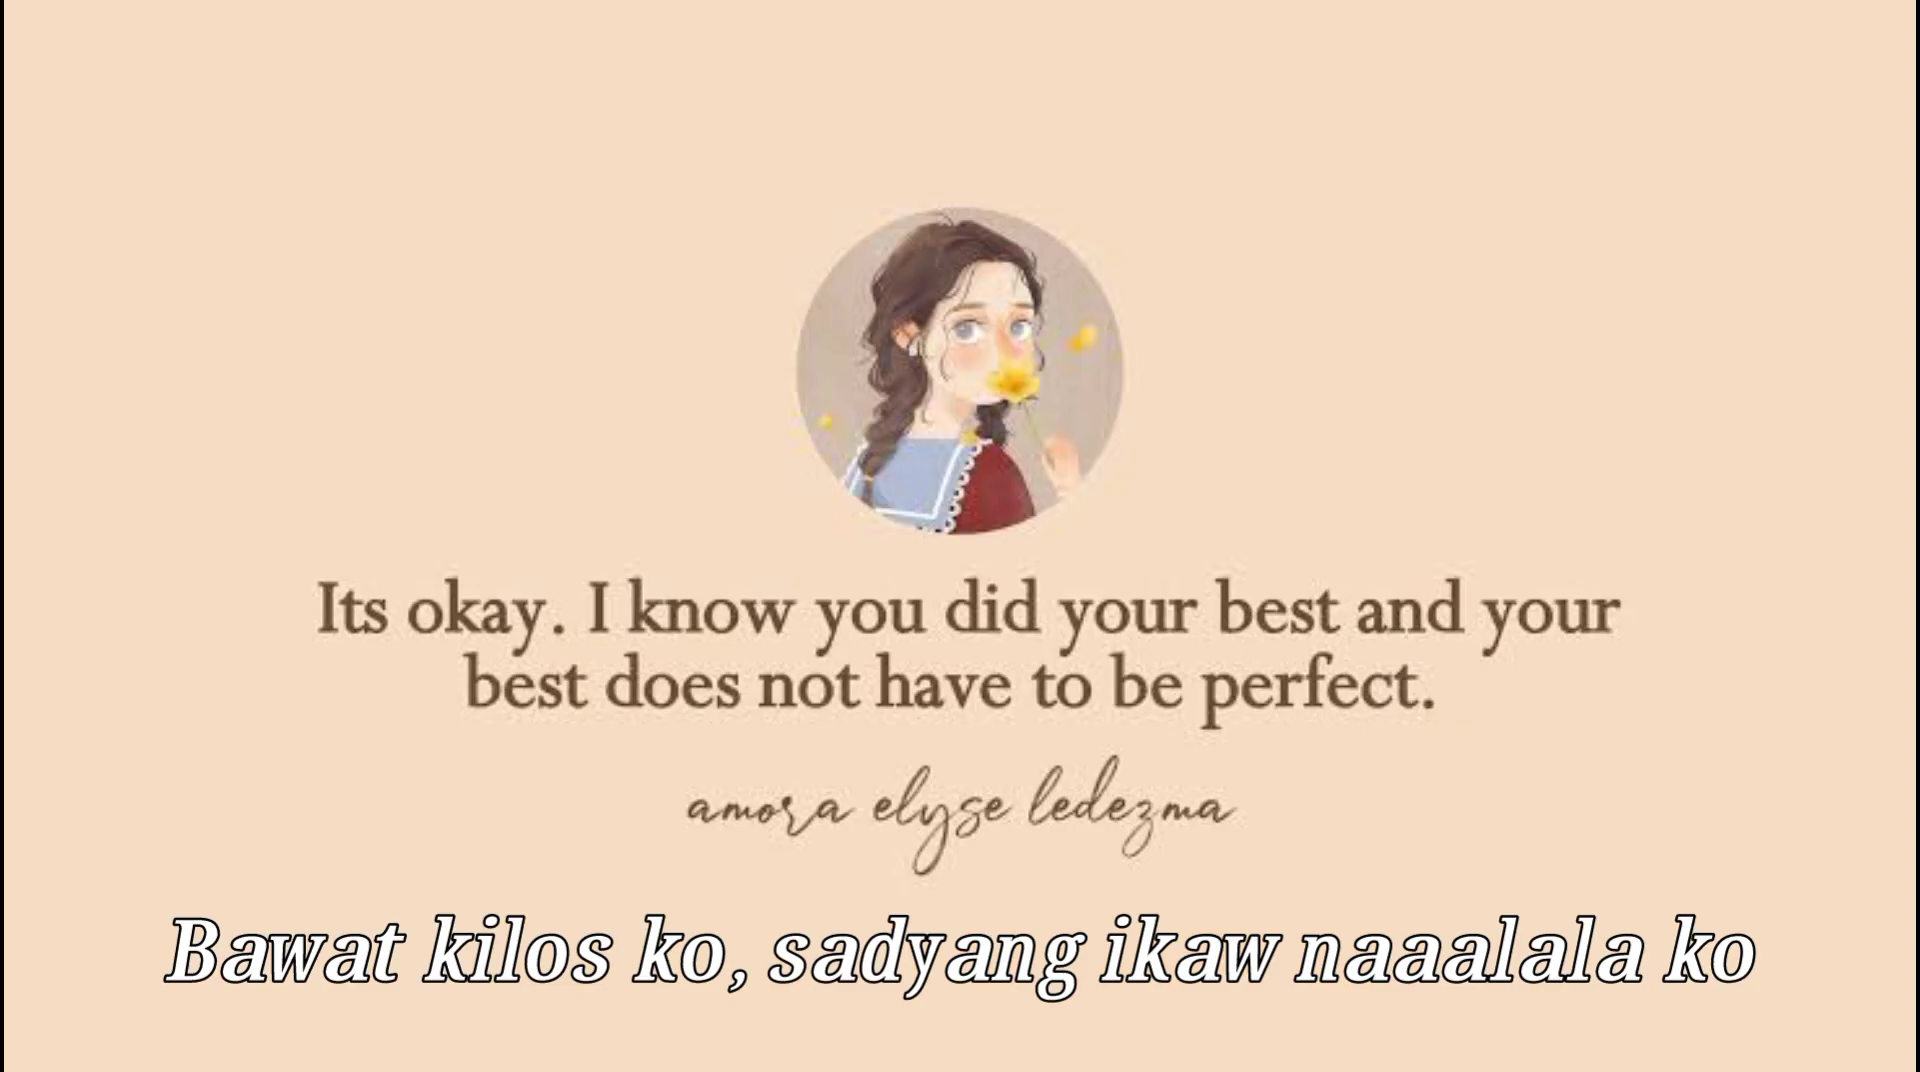 Its okay. I know you did your best and your
best does not have to be perfect.
amora elyse ledezma
Bawat kilos ko, sadyang ikaw naaalala ko